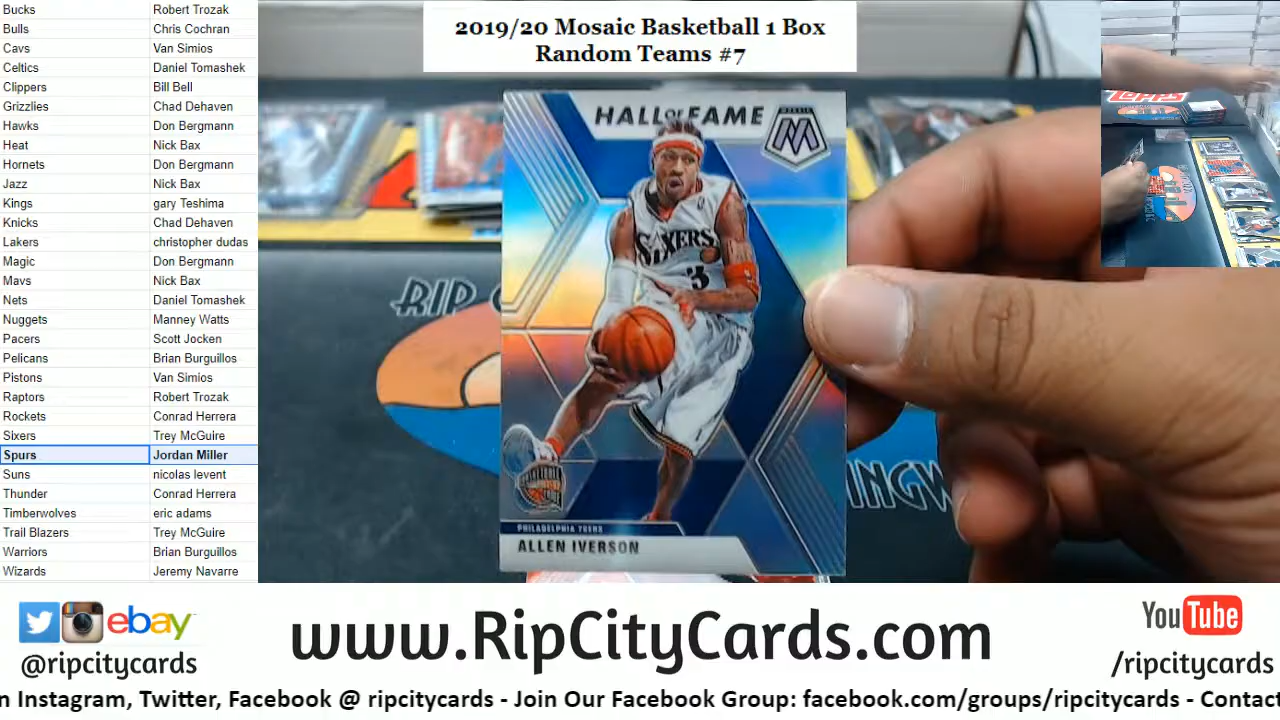 2019/20 Mosaic Basketball 1 Box
Random Teams #7
Bucks Robert Trozak
Bulls Chris Cochran
Cavs Van Simios
Celtics Daniel Tomashek
Clippers Bill Bell
Grizzlies Chad Dehaven
Hawks Don Bergmann
Heat Nick Bax
Hornets Don Bergmann
Jazz Nick Bax
Kings gary Teshima
Knicks Chad Dehaven
Lakers christopher dudas
Magic Don Bergmann
Mavs Nick Bax
Nets Daniel Tomashek
Nuggets Manney Watts
Pacers Scott Jocken
Pelicans Brian Burguillos
Pistons Van Simios
Raptors Robert Trozak
Rockets Conrad Herrera
Sixers Trey McGuire
Spurs Jordan Miller
Suns nicolas levent
Thunder Conrad Herrera
Timberwolves eric adams
Trail Blazers Trey McGuire
Warriors Brian Burguillos
Wizards Jeremy Navarre
HALL OF FAME
MOSAIC
SIXERS
3
PHILADELPHIA 76ERS
ALLEN IVERSON
RIP
Topps
ebay
@ripcitycards
www.RipCityCards.com
YouTube
/ripcitycards
n Instagram, Twitter, Facebook @ ripcitycards - Join Our Facebook Group: facebook.com/groups/ripcitycards - Contact